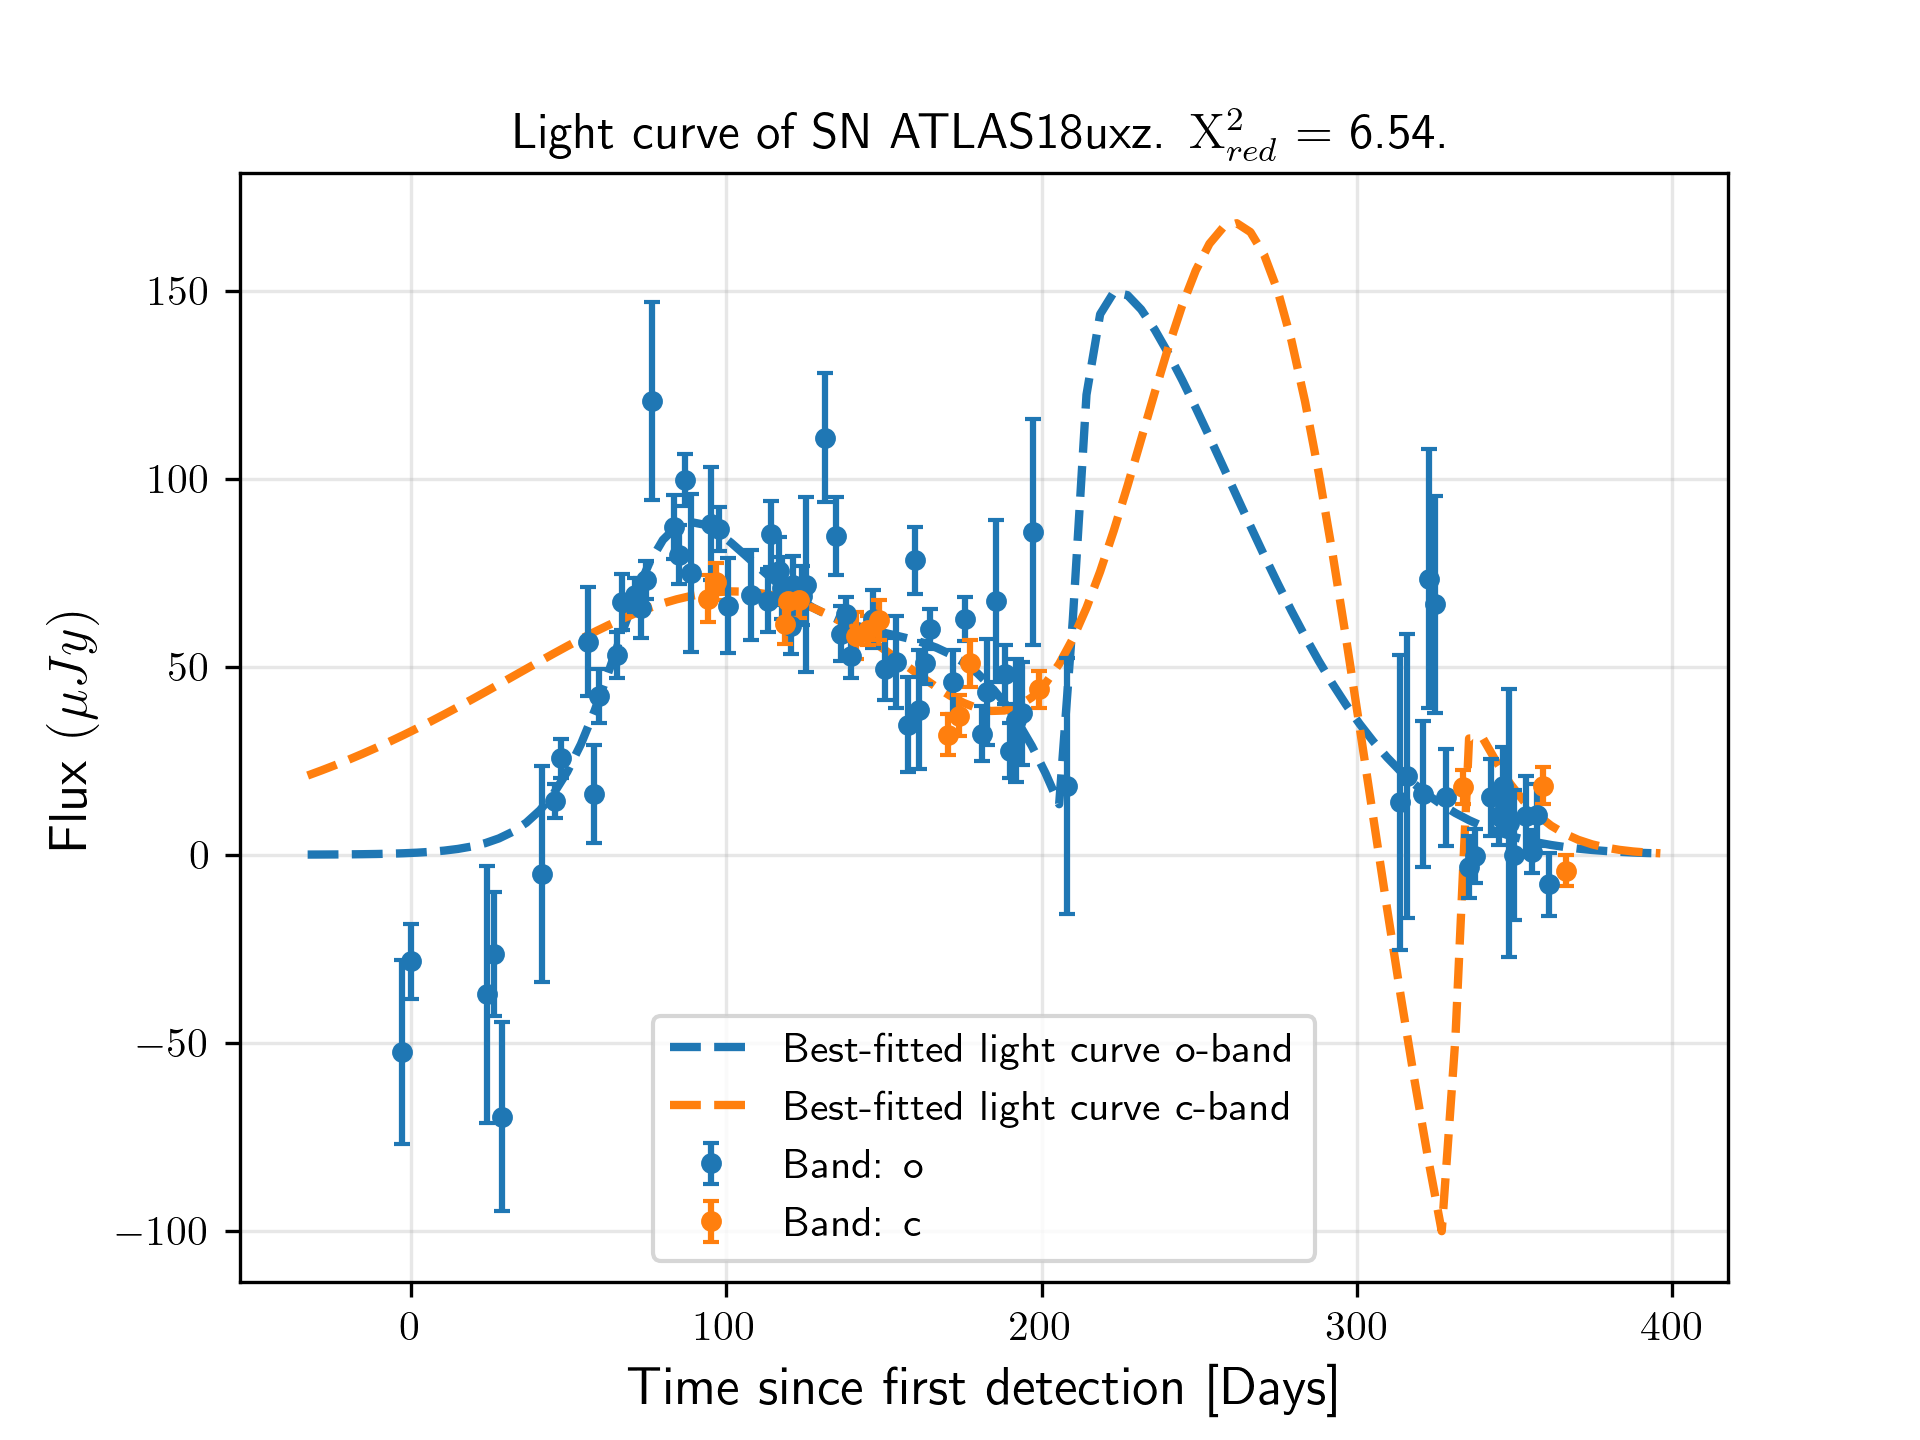 Light curve of SN ATLAS18uxz. X²_red = 6.54.
150
100
50
0
−50
−100
Flux (μJy)
Best-fitted light curve o-band
Best-fitted light curve c-band
Band: o
Band: c
0 100 200 300 400
Time since first detection [Days]